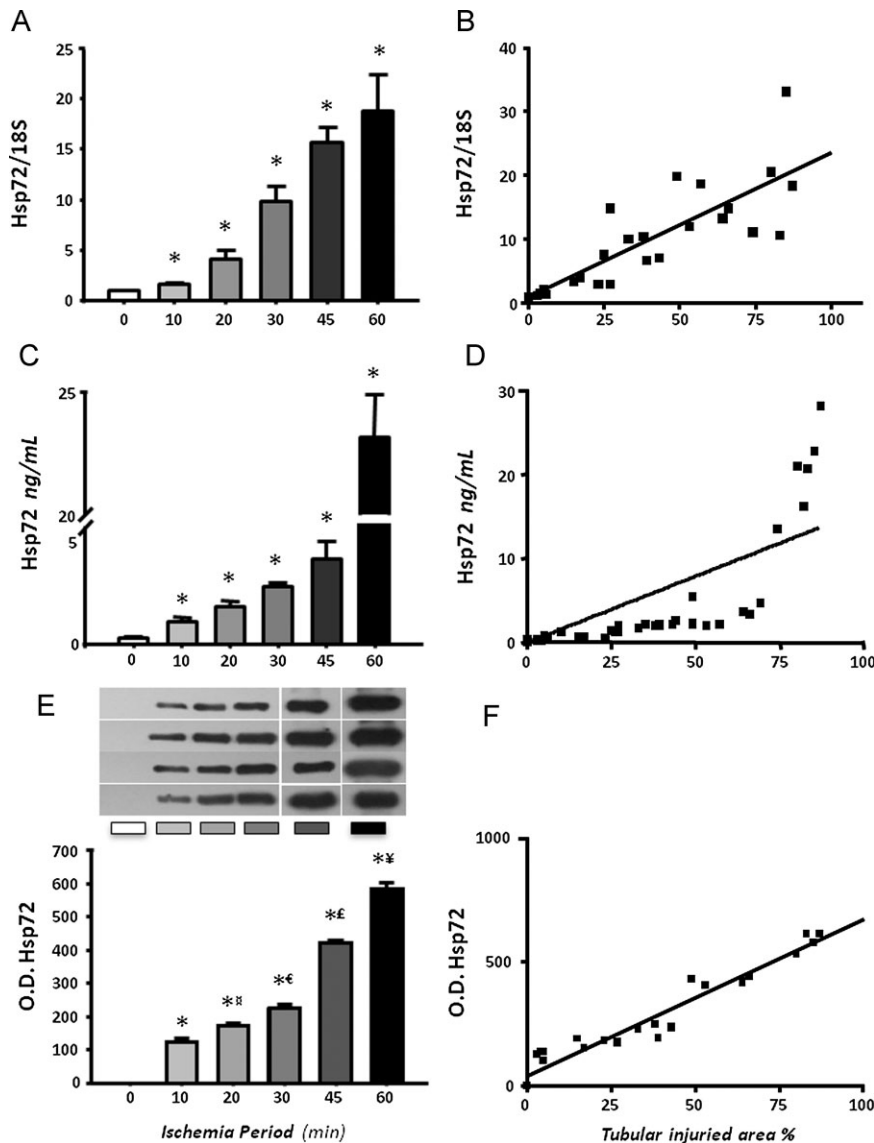 A
Hsp72/18S
25
20
15
10
5
0
* * * * *
0 10 20 30 45 60
B
Hsp72/18S
40
30
20
10
0
0 25 50 75 100
C
Hsp72 ng/mL
25
20
5
0
* * * * *
0 10 20 30 45 60
D
Hsp72 ng/mL
30
20
10
0
0 25 50 75 100
E
O.D. Hsp72
700
600
500
400
300
200
100
0
* *¤ *€ *£ *¥
0 10 20 30 45 60
Ischemia Period (min)
F
O.D. Hsp72
1000
500
0
0 25 50 75 100
Tubular injuried area %